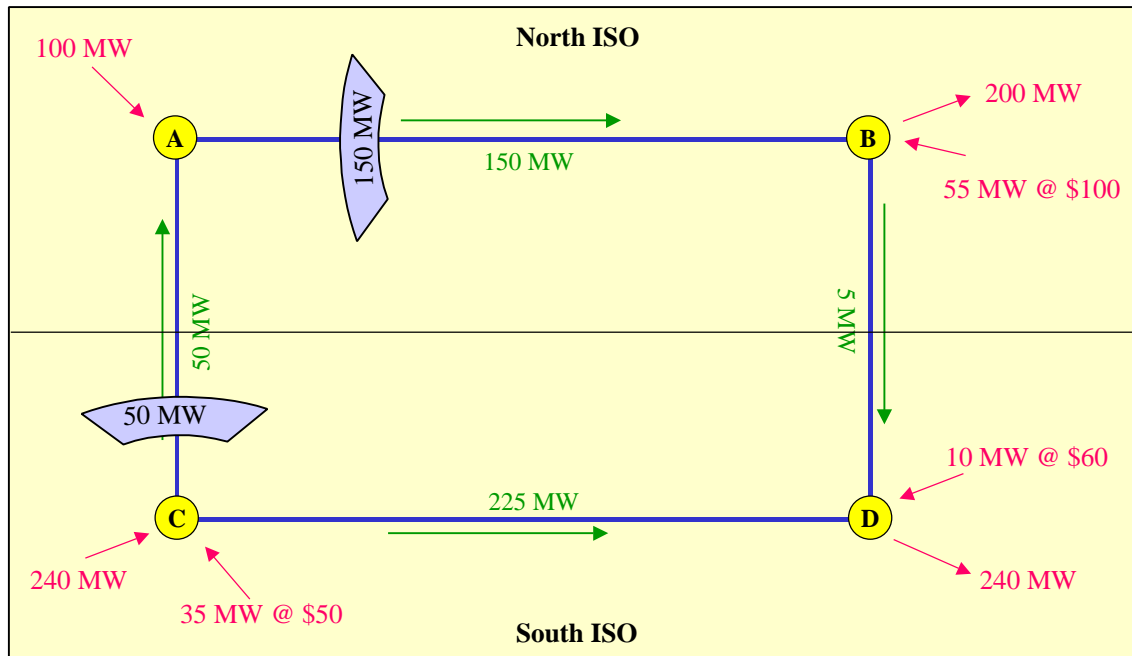 North ISO
100 MW
150 MW
200 MW
A
B
150 MW
55 MW @ $100
50 MW
5 MW
50 MW
10 MW @ $60
225 MW
C
D
240 MW
240 MW
35 MW @ $50
South ISO